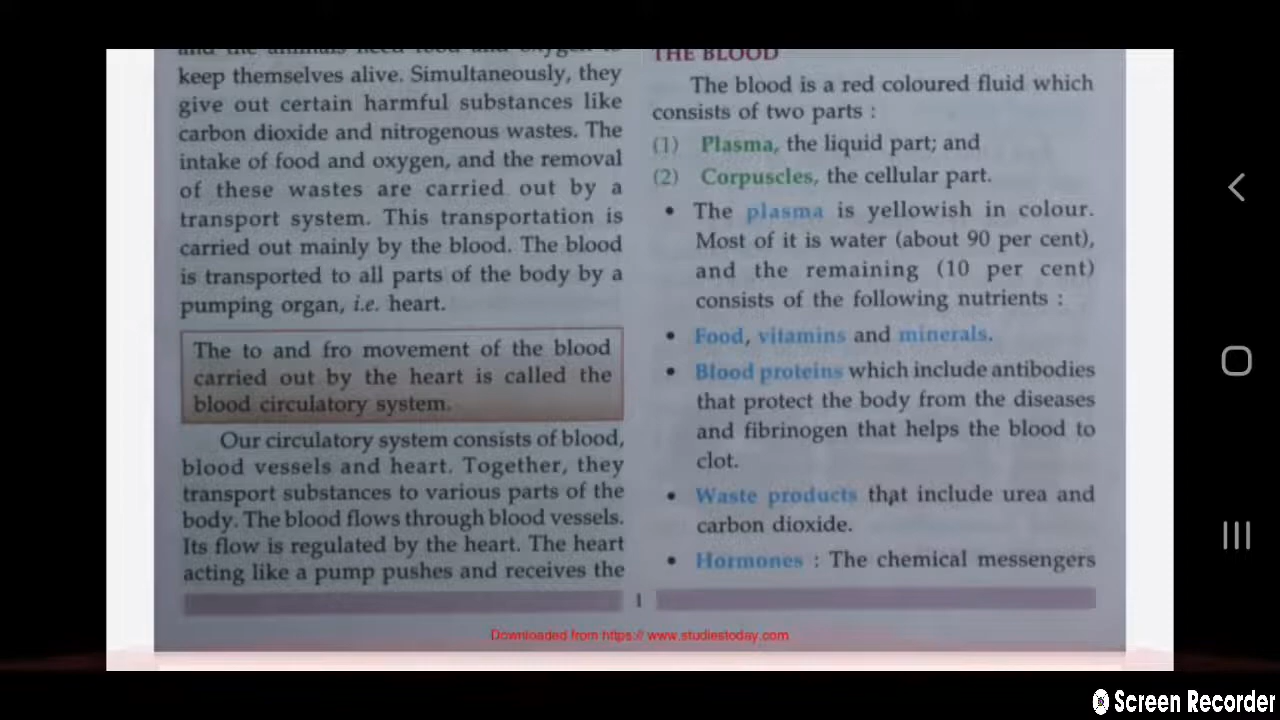 and the animals need food and oxygen to
keep themselves alive. Simultaneously, they
give out certain harmful substances like
carbon dioxide and nitrogenous wastes. The
intake of food and oxygen, and the removal
of these wastes are carried out by a
transport system. This transportation is
carried out mainly by the blood. The blood
is transported to all parts of the body by a
pumping organ, i.e. heart.
The to and fro movement of the blood
carried out by the heart is called the
blood circulatory system.
Our circulatory system consists of blood,
blood vessels and heart. Together, they
transport substances to various parts of the
body. The blood flows through blood vessels.
Its flow is regulated by the heart. The heart
acting like a pump pushes and receives the
THE BLOOD
The blood is a red coloured fluid which
consists of two parts :
(1) Plasma, the liquid part; and
(2) Corpuscles, the cellular part.
• The plasma is yellowish in colour.
Most of it is water (about 90 per cent),
and the remaining (10 per cent)
consists of the following nutrients :
• Food, vitamins and minerals.
• Blood proteins which include antibodies
that protect the body from the diseases
and fibrinogen that helps the blood to
clot.
• Waste products that include urea and
carbon dioxide.
• Hormones : The chemical messengers
1
Downloaded from https:// www.studiestoday.com
Screen Recorder